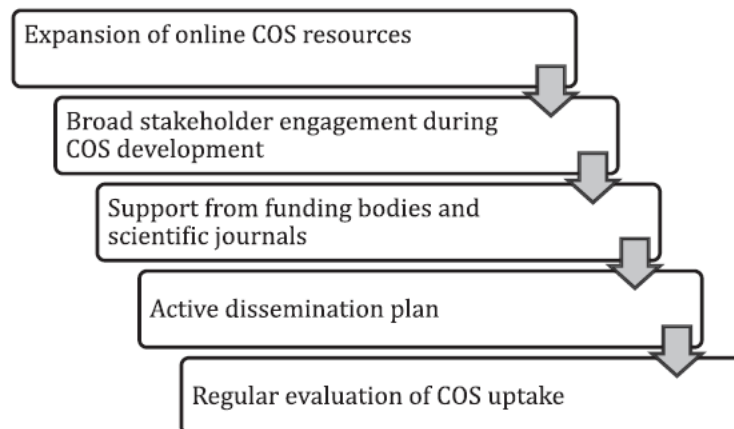 Expansion of online COS resources
Broad stakeholder engagement during
COS development
Support from funding bodies and
scientific journals
Active dissemination plan
Regular evaluation of COS uptake